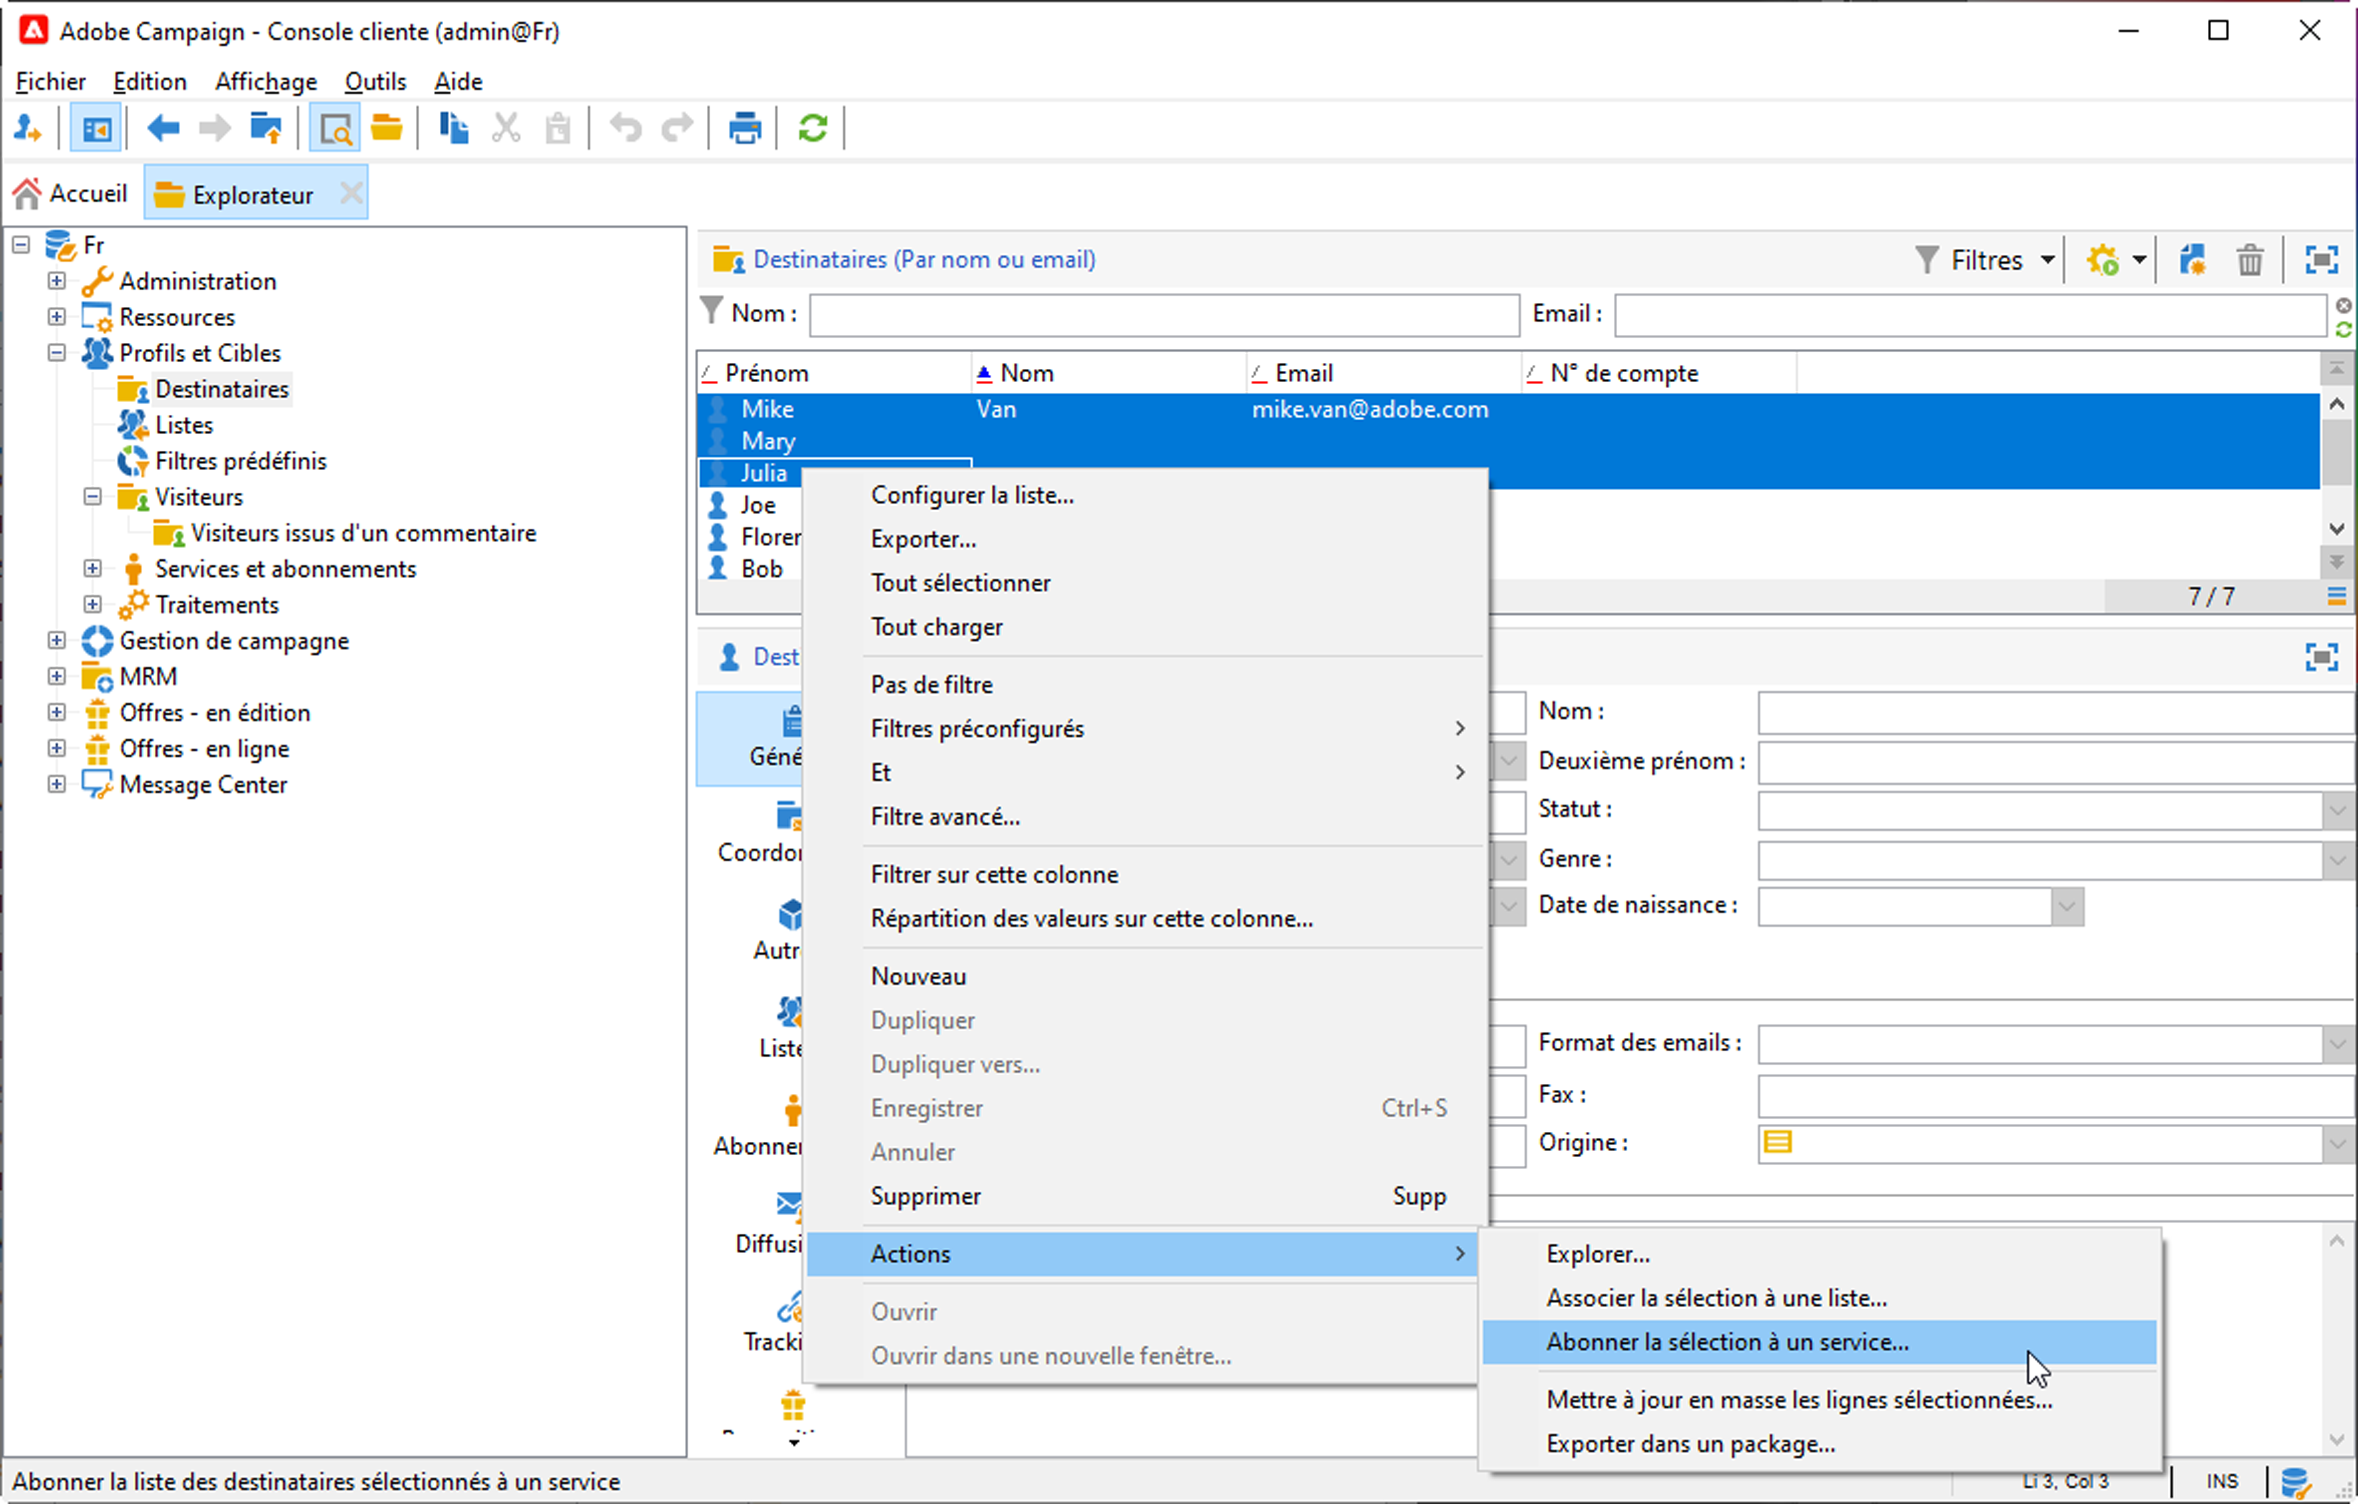 Adobe Campaign - Console cliente (admin@Fr)
Fichier Edition Affichage Outils Aide
Accueil Explorateur
Fr
Administration
Ressources
Profils et Cibles
Destinataires
Listes
Filtres prédéfinis
Visiteurs
Visiteurs issus d'un commentaire
Services et abonnements
Traitements
Gestion de campagne
MRM
Offres - en édition
Offres - en ligne
Message Center
Destinataires (Par nom ou email) Filtres
Nom : Email :
Prénom Nom Email N° de compte
Mike Van mike.van@adobe.com
Mary
Julia
Joe
Floren
Bob
7 / 7
Dest
Géné
Coordon
Autr
Liste
Abonner
Diffusi
Tracki
Configurer la liste...
Exporter...
Tout sélectionner
Tout charger
Pas de filtre
Filtres préconfigurés
Et
Filtre avancé...
Filtrer sur cette colonne
Répartition des valeurs sur cette colonne...
Nouveau
Dupliquer
Dupliquer vers...
Enregistrer Ctrl+S
Annuler
Supprimer Supp
Actions
Ouvrir
Ouvrir dans une nouvelle fenêtre...
Nom :
Deuxième prénom :
Statut :
Genre :
Date de naissance :
Format des emails :
Fax :
Origine :
Explorer...
Associer la sélection à une liste...
Abonner la sélection à un service...
Mettre à jour en masse les lignes sélectionnées...
Exporter dans un package...
Abonner la liste des destinataires sélectionnés à un service Li 3, Col 3 INS